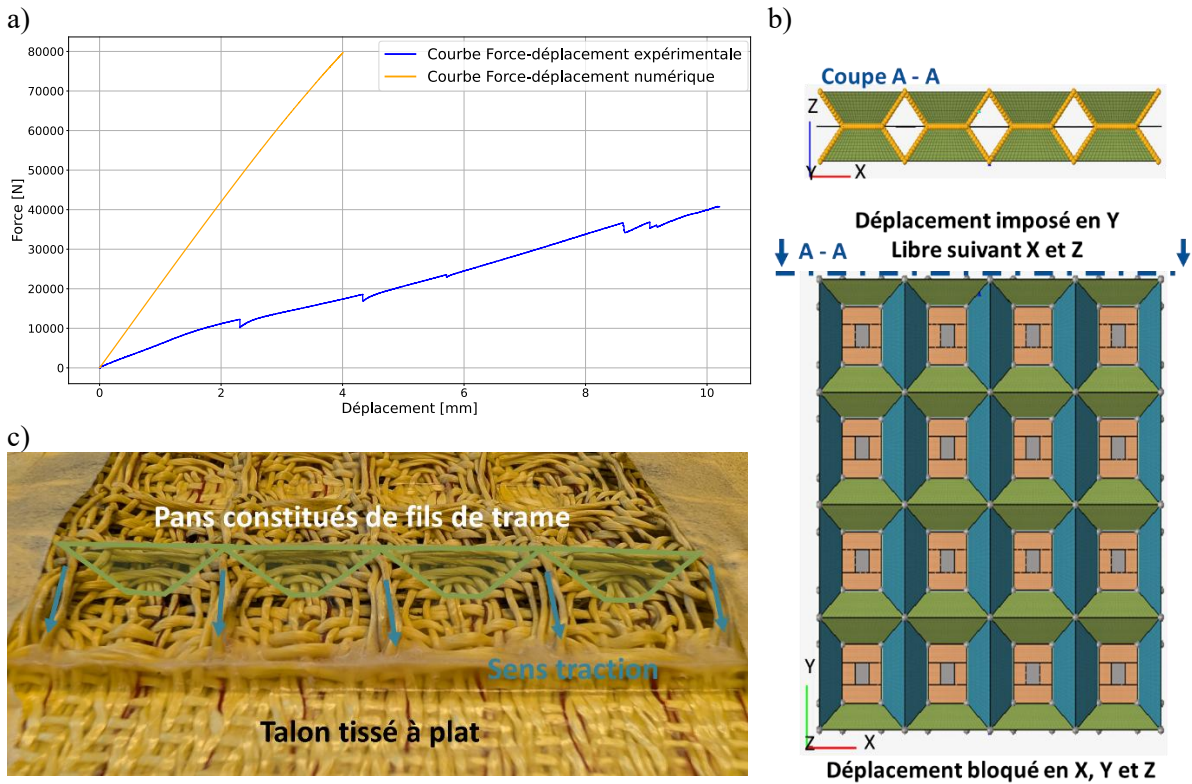 a)
80000
70000
60000
50000
40000
30000
20000
10000
0
Force [N]
Courbe Force-déplacement expérimentale
Courbe Force-déplacement numérique
0 2 4 6 8 10
Déplacement [mm]
b)
Coupe A - A
Z
Y X
Déplacement imposé en Y
Libre suivant X et Z
A - A
Y
Z X
Déplacement bloqué en X, Y et Z
c)
Pans constitués de fils de trame
Sens traction
Talon tissé à plat